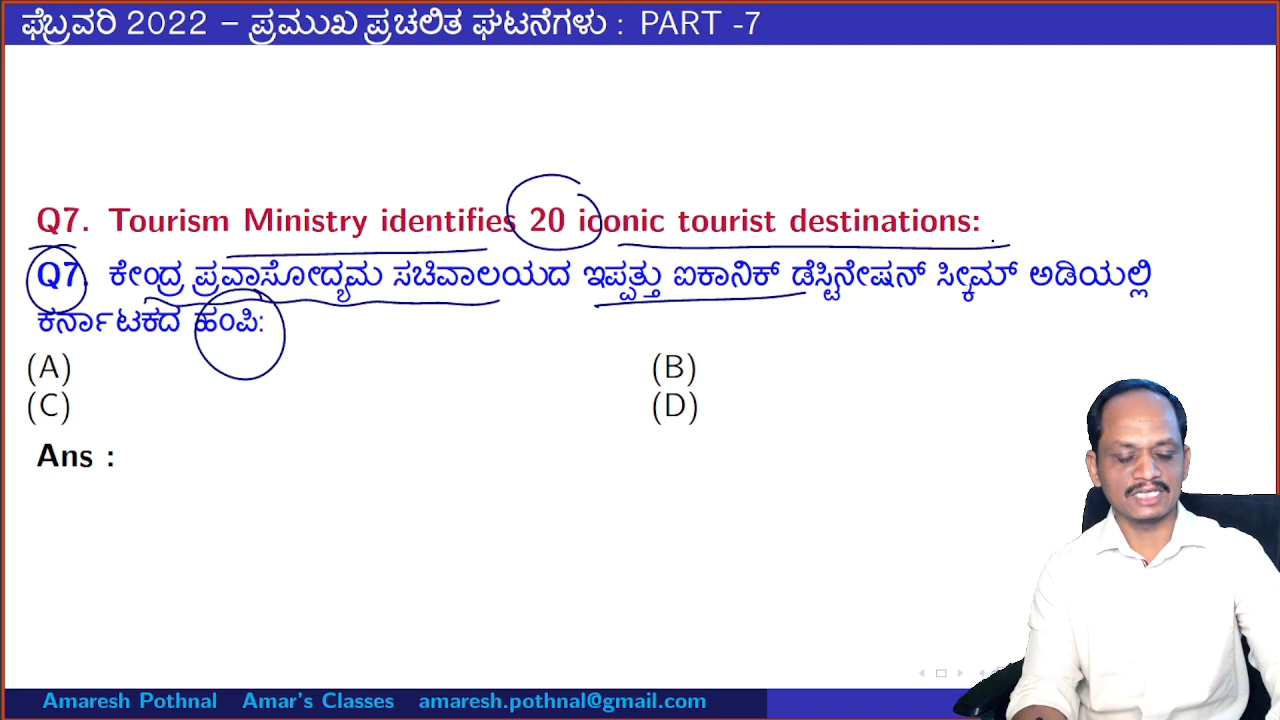 ಫೆಬ್ರವರಿ 2022 – ಪ್ರಮುಖ ಪ್ರಚಲಿತ ಘಟನೆಗಳು : PART -7
Q7. Tourism Ministry identifies 20 iconic tourist destinations:
Q7. ಕೇಂದ್ರ ಪ್ರವಾಸೋದ್ಯಮ ಸಚಿವಾಲಯದ ಇಪ್ಪತ್ತು ಐಕಾನಿಕ್ ಡೆಸ್ಟಿನೇಷನ್ ಸ್ಕೀಮ್ ಅಡಿಯಲ್ಲಿ
ಕರ್ನಾಟಕದ ಹಂಪಿ:
(A) (B)
(C) (D)
Ans :
Amaresh Pothnal Amar's Classes amaresh.pothnal@gmail.com